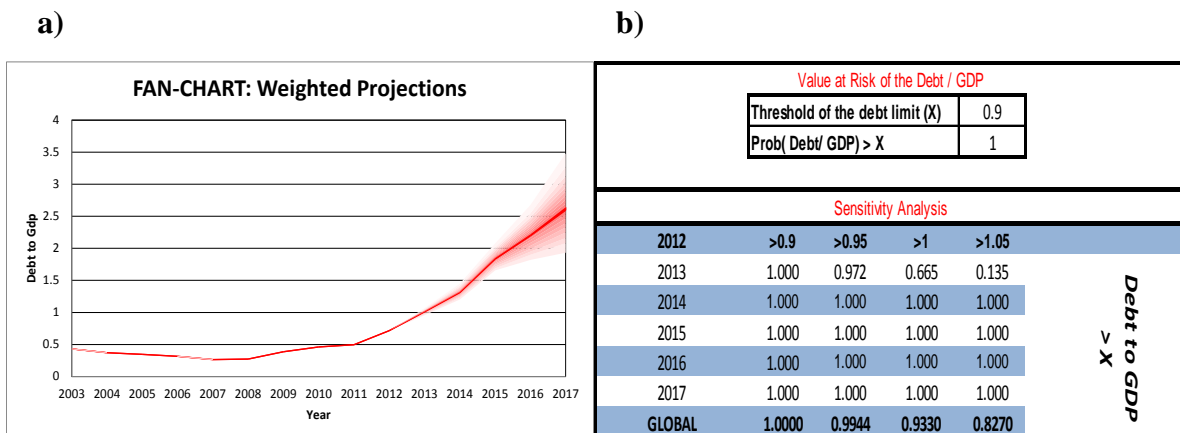 a)
b)
FAN-CHART: Weighted Projections
4
3.5
3
2.5
2
1.5
1
0.5
0
Debt to Gdp
2003 2004 2005 2006 2007 2008 2009 2010 2011 2012 2013 2014 2015 2016 2017
Year
Value at Risk of the Debt / GDP
Threshold of the debt limit (X) 0.9
Prob( Debt/ GDP) > X 1
Sensitivity Analysis
2012 >0.9 >0.95 >1 >1.05
2013 1.000 0.972 0.665 0.135
2014 1.000 1.000 1.000 1.000
2015 1.000 1.000 1.000 1.000
2016 1.000 1.000 1.000 1.000
2017 1.000 1.000 1.000 1.000
GLOBAL 1.0000 0.9944 0.9330 0.8270
Debt to GDP
> X